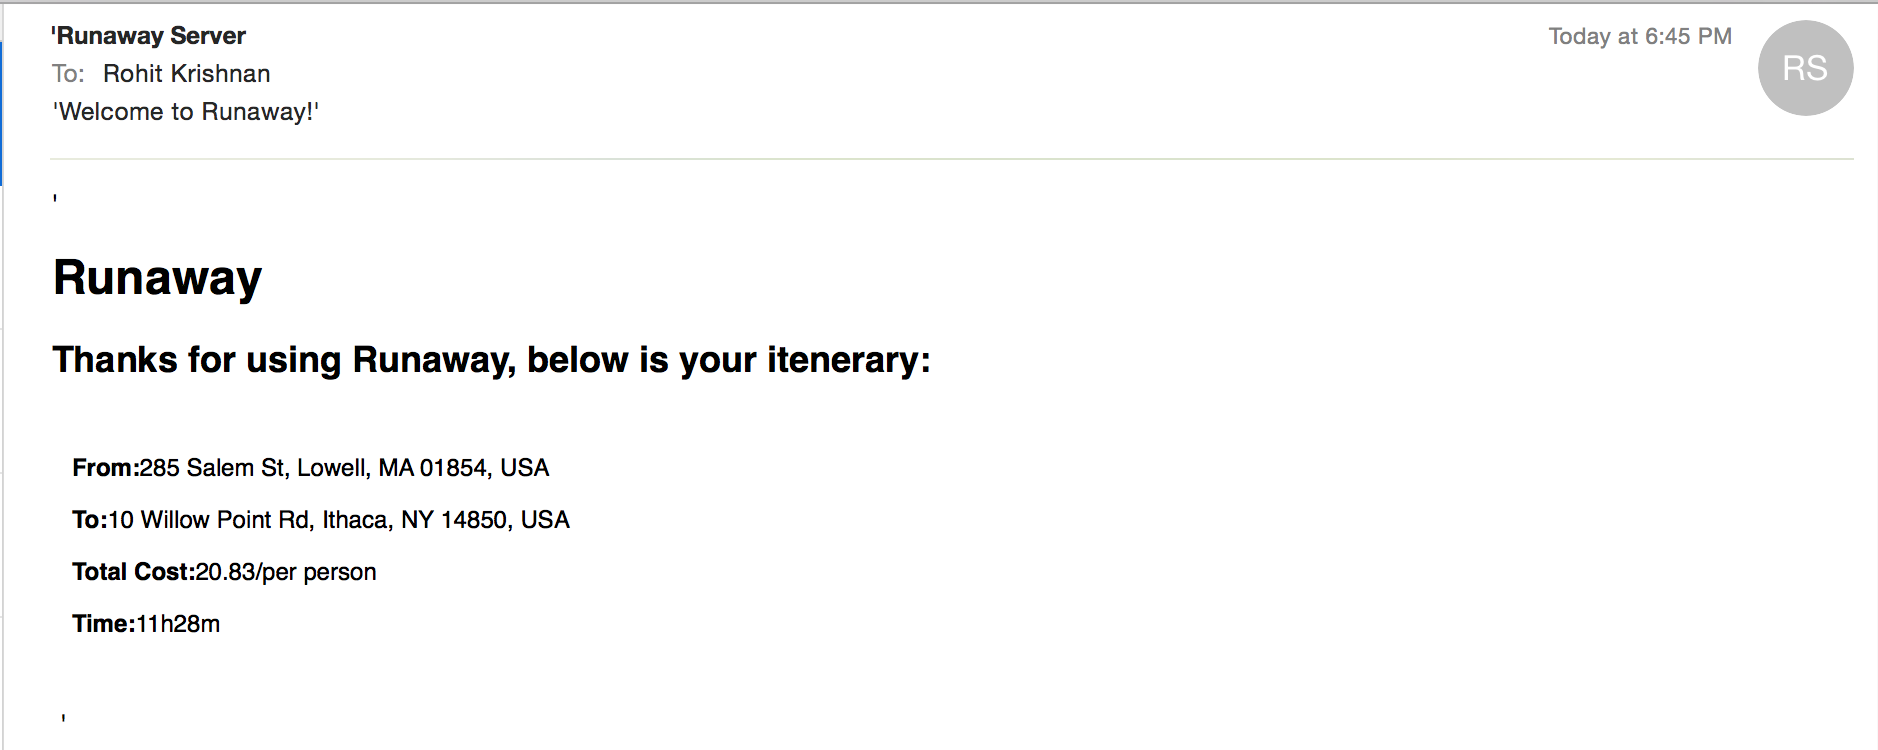 'Runaway Server
Today at 6:45 PM
RS
To: Rohit Krishnan
'Welcome to Runaway!'
'
Runaway
Thanks for using Runaway, below is your itenerary:
From:285 Salem St, Lowell, MA 01854, USA
To:10 Willow Point Rd, Ithaca, NY 14850, USA
Total Cost:20.83/per person
Time:11h28m
'